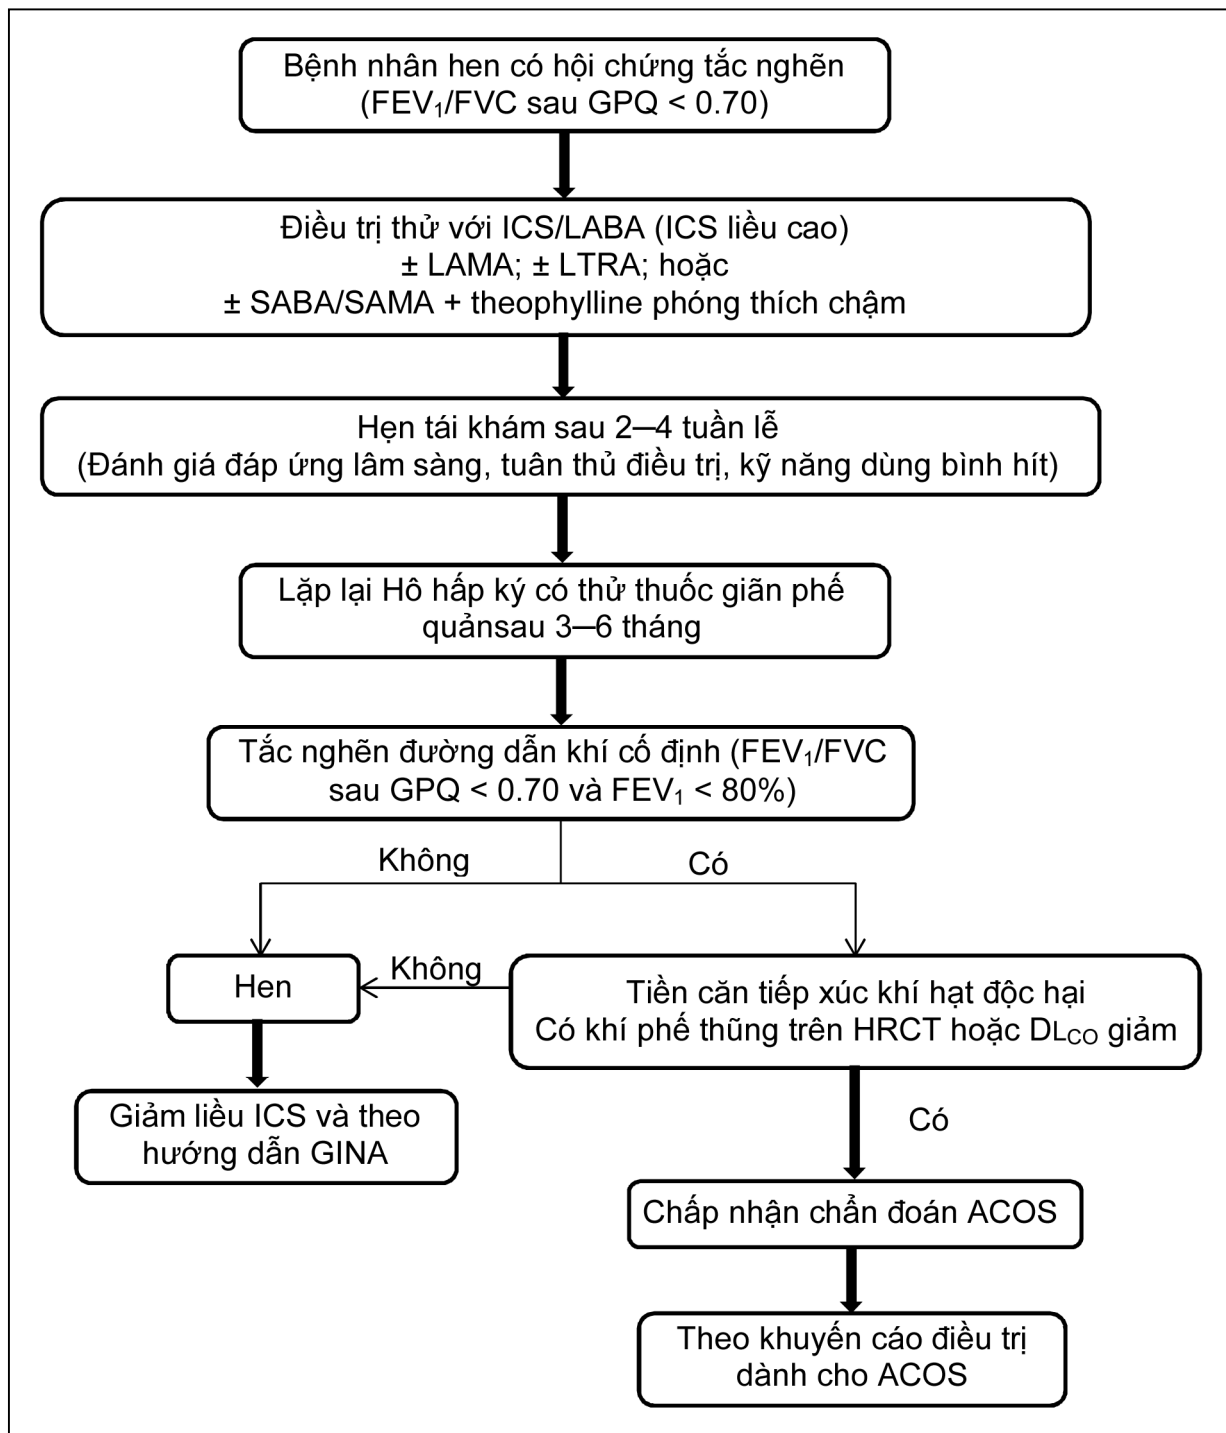 Bệnh nhân hen có hội chứng tắc nghẽn
(FEV₁/FVC sau GPQ < 0.70)
Điều trị thử với ICS/LABA (ICS liều cao)
± LAMA; ± LTRA; hoặc
± SABA/SAMA + theophylline phóng thích chậm
Hẹn tái khám sau 2–4 tuần lễ
(Đánh giá đáp ứng lâm sàng, tuân thủ điều trị, kỹ năng dùng bình hít)
Lặp lại Hô hấp ký có thử thuốc giãn phế
quảnsau 3–6 tháng
Tắc nghẽn đường dẫn khí cố định (FEV₁/FVC
sau GPQ < 0.70 và FEV₁ < 80%)
Không
Có
Hen
Không
Tiền căn tiếp xúc khí hạt độc hại
Có khí phế thũng trên HRCT hoặc DLCO giảm
Giảm liều ICS và theo
hướng dẫn GINA
Có
Chấp nhận chẩn đoán ACOS
Theo khuyến cáo điều trị
dành cho ACOS